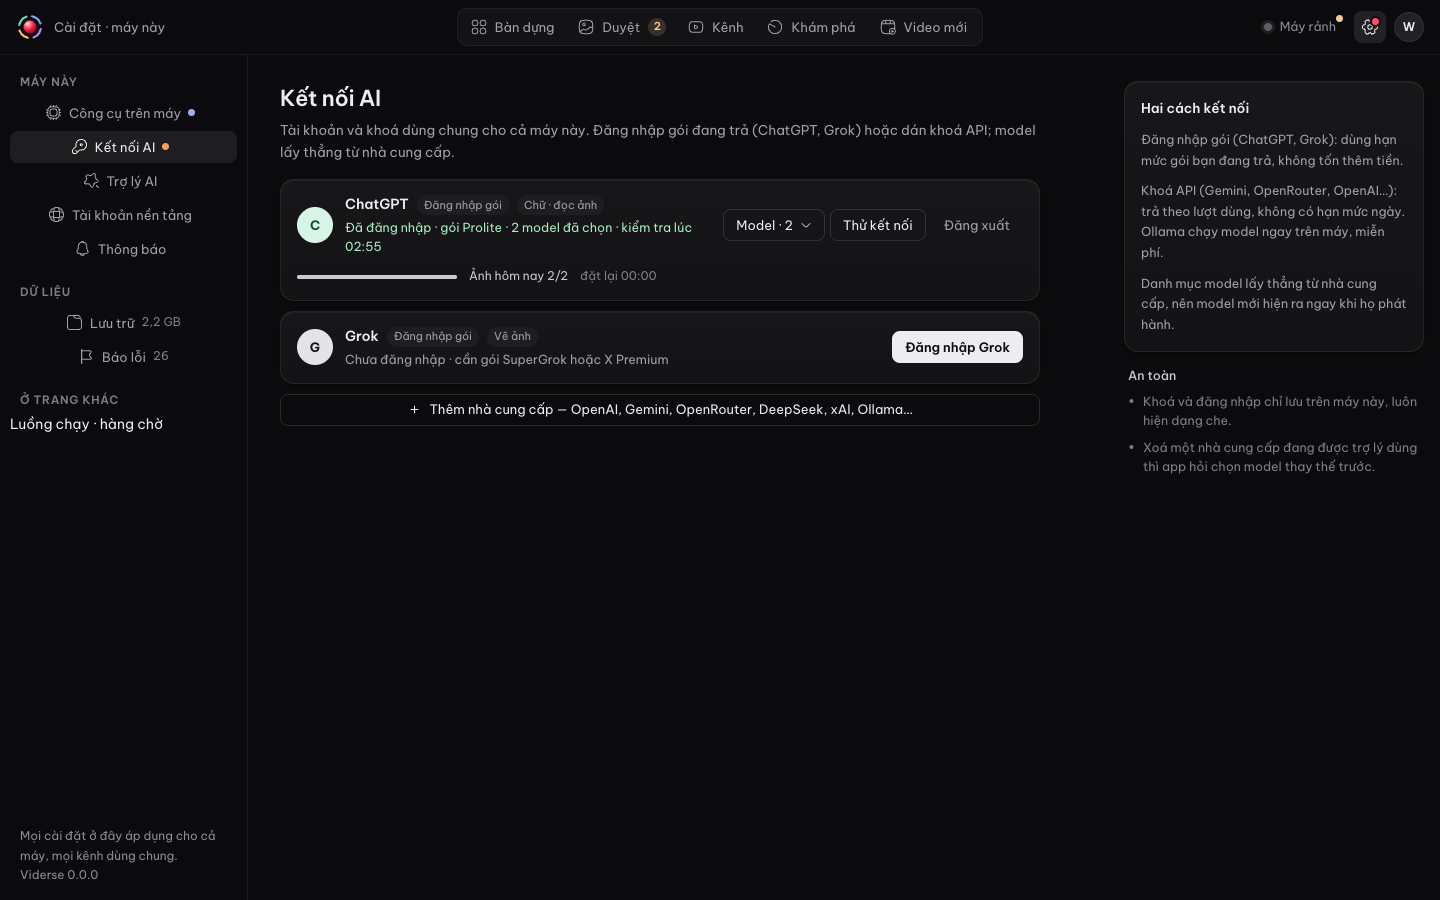 Cài đặt · máy này
Bàn dựng
Duyệt 2
Kênh
Khám phá
Video mới
Máy rảnh
W
MÁY NÀY
Công cụ trên máy
Kết nối AI
Trợ lý AI
Tài khoản nền tảng
Thông báo
DỮ LIỆU
Lưu trữ 2,2 GB
Báo lỗi 26
Ở TRANG KHÁC
Luồng chạy · hàng chờ
Mọi cài đặt ở đây áp dụng cho cả
máy, mọi kênh dùng chung.
Viderse 0.0.0
Kết nối AI
Tài khoản và khoá dùng chung cho cả máy này. Đăng nhập gói đang trả (ChatGPT, Grok) hoặc dán khoá API; model
lấy thẳng từ nhà cung cấp.
C
ChatGPT Đăng nhập gói Chữ · đọc ảnh
Đã đăng nhập · gói Prolite · 2 model đã chọn · kiểm tra lúc
02:55
Model · 2
Thử kết nối
Đăng xuất
Ảnh hôm nay 2/2 đặt lại 00:00
G
Grok Đăng nhập gói Vẽ ảnh
Chưa đăng nhập · cần gói SuperGrok hoặc X Premium
Đăng nhập Grok
+ Thêm nhà cung cấp — OpenAI, Gemini, OpenRouter, DeepSeek, xAI, Ollama...
Hai cách kết nối
Đăng nhập gói (ChatGPT, Grok): dùng hạn
mức gói bạn đang trả, không tốn thêm tiền.
Khoá API (Gemini, OpenRouter, OpenAI...):
trả theo lượt dùng, không có hạn mức ngày.
Ollama chạy model ngay trên máy, miễn
phí.
Danh mục model lấy thẳng từ nhà cung
cấp, nên model mới hiện ra ngay khi họ phát
hành.
An toàn
• Khoá và đăng nhập chỉ lưu trên máy này, luôn
hiện dạng che.
• Xoá một nhà cung cấp đang được trợ lý dùng
thì app hỏi chọn model thay thế trước.